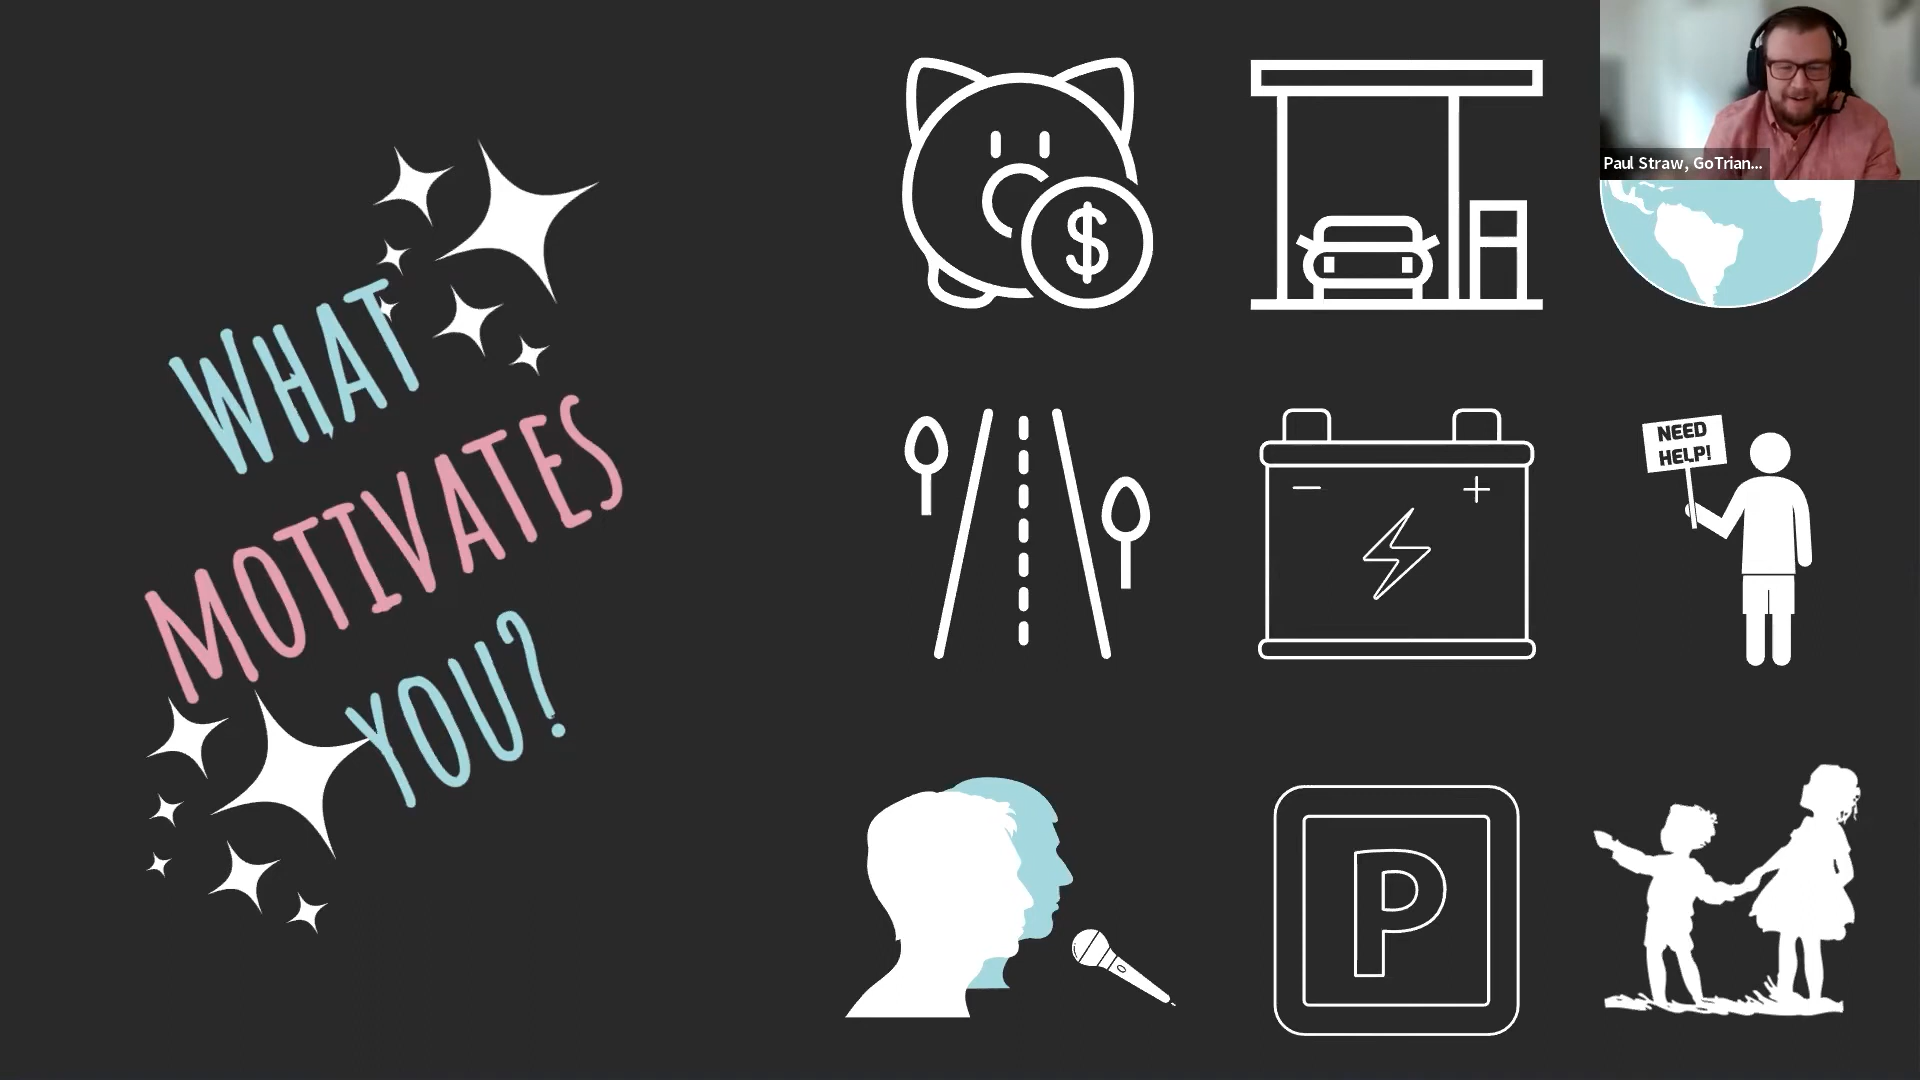 WHAT
MOTIVATES
YOU?
$
NEED
HELP!
P
Paul Straw, GoTrian...